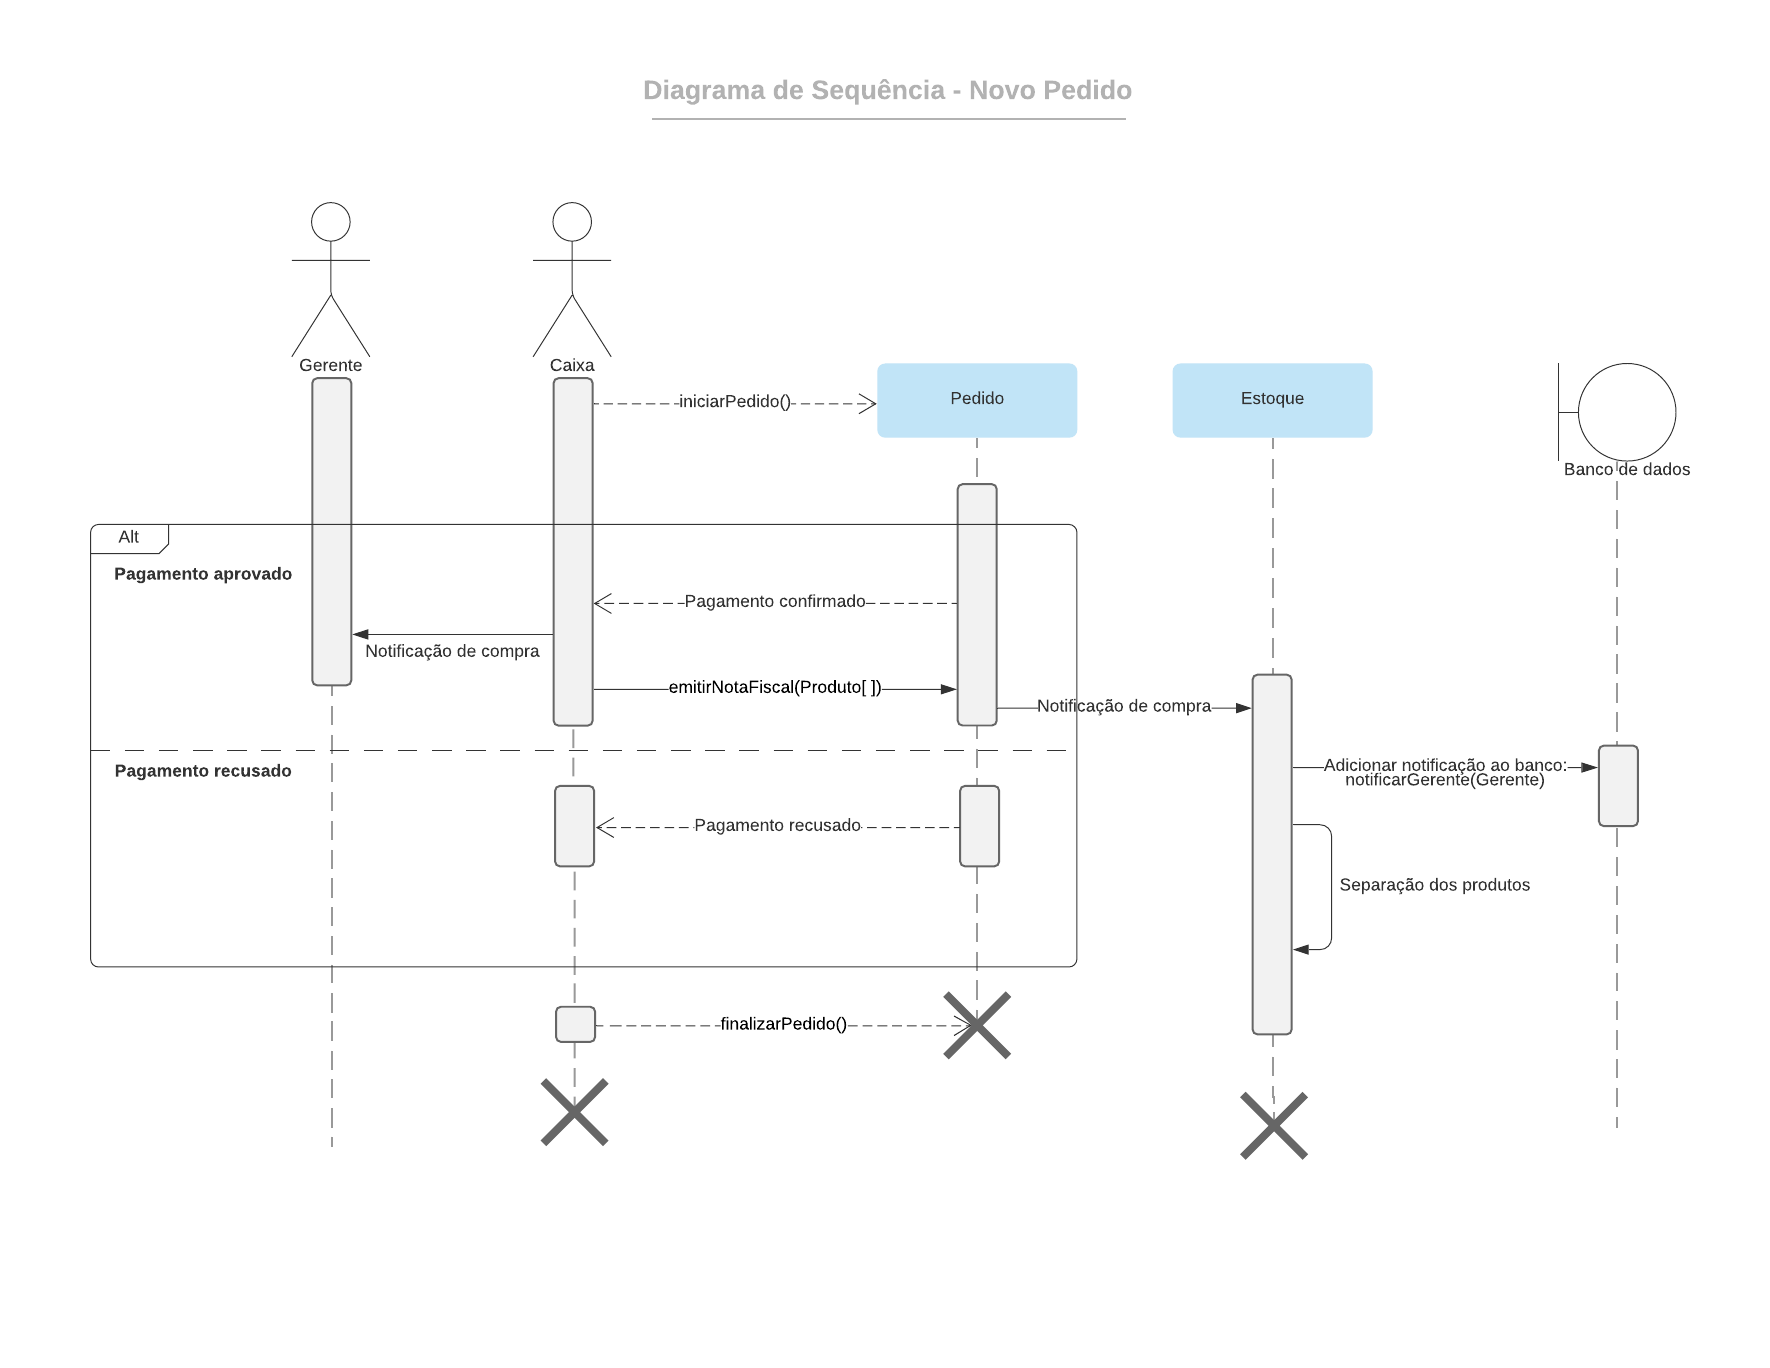 Diagrama de Sequência - Novo Pedido
Gerente
Caixa
iniciarPedido()
Pedido
Estoque
Banco de dados
Alt
Pagamento aprovado
Pagamento confirmado
Notificação de compra
emitirNotaFiscal(Produto[ ])
Notificação de compra
Pagamento recusado
Adicionar notificação ao banco:
notificarGerente(Gerente)
Pagamento recusado
Separação dos produtos
finalizarPedido()